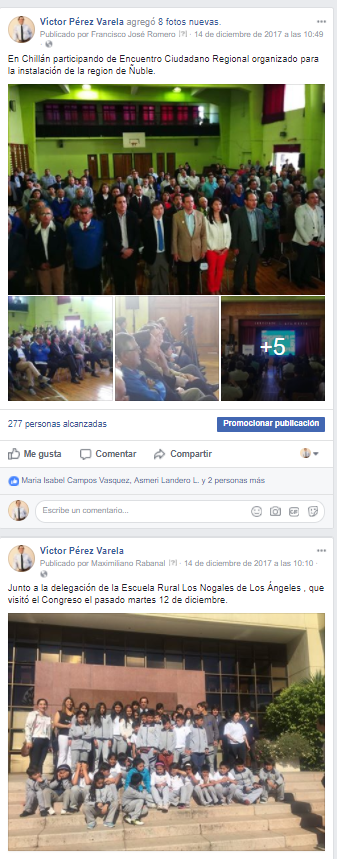 Victor Pérez Varela agregó 8 fotos nuevas.
Publicado por Francisco José Romero [?] · 14 de diciembre de 2017 a las 10:49
En Chillán participando de Encuentro Ciudadano Regional organizado para
la instalación de la region de Ñuble.
+5
277 personas alcanzadas
Promocionar publicación
Me gusta
Comentar
Compartir
Maria Isabel Campos Vasquez, Asmeri Landero L. y 2 personas más
Escribe un comentario...
GIF
Victor Pérez Varela
Publicado por Maximiliano Rabanal [?] · 14 de diciembre de 2017 a las 10:10 ·
Junto a la delegación de la Escuela Rural Los Nogales de Los Ángeles , que
visitó el Congreso el pasado martes 12 de diciembre.